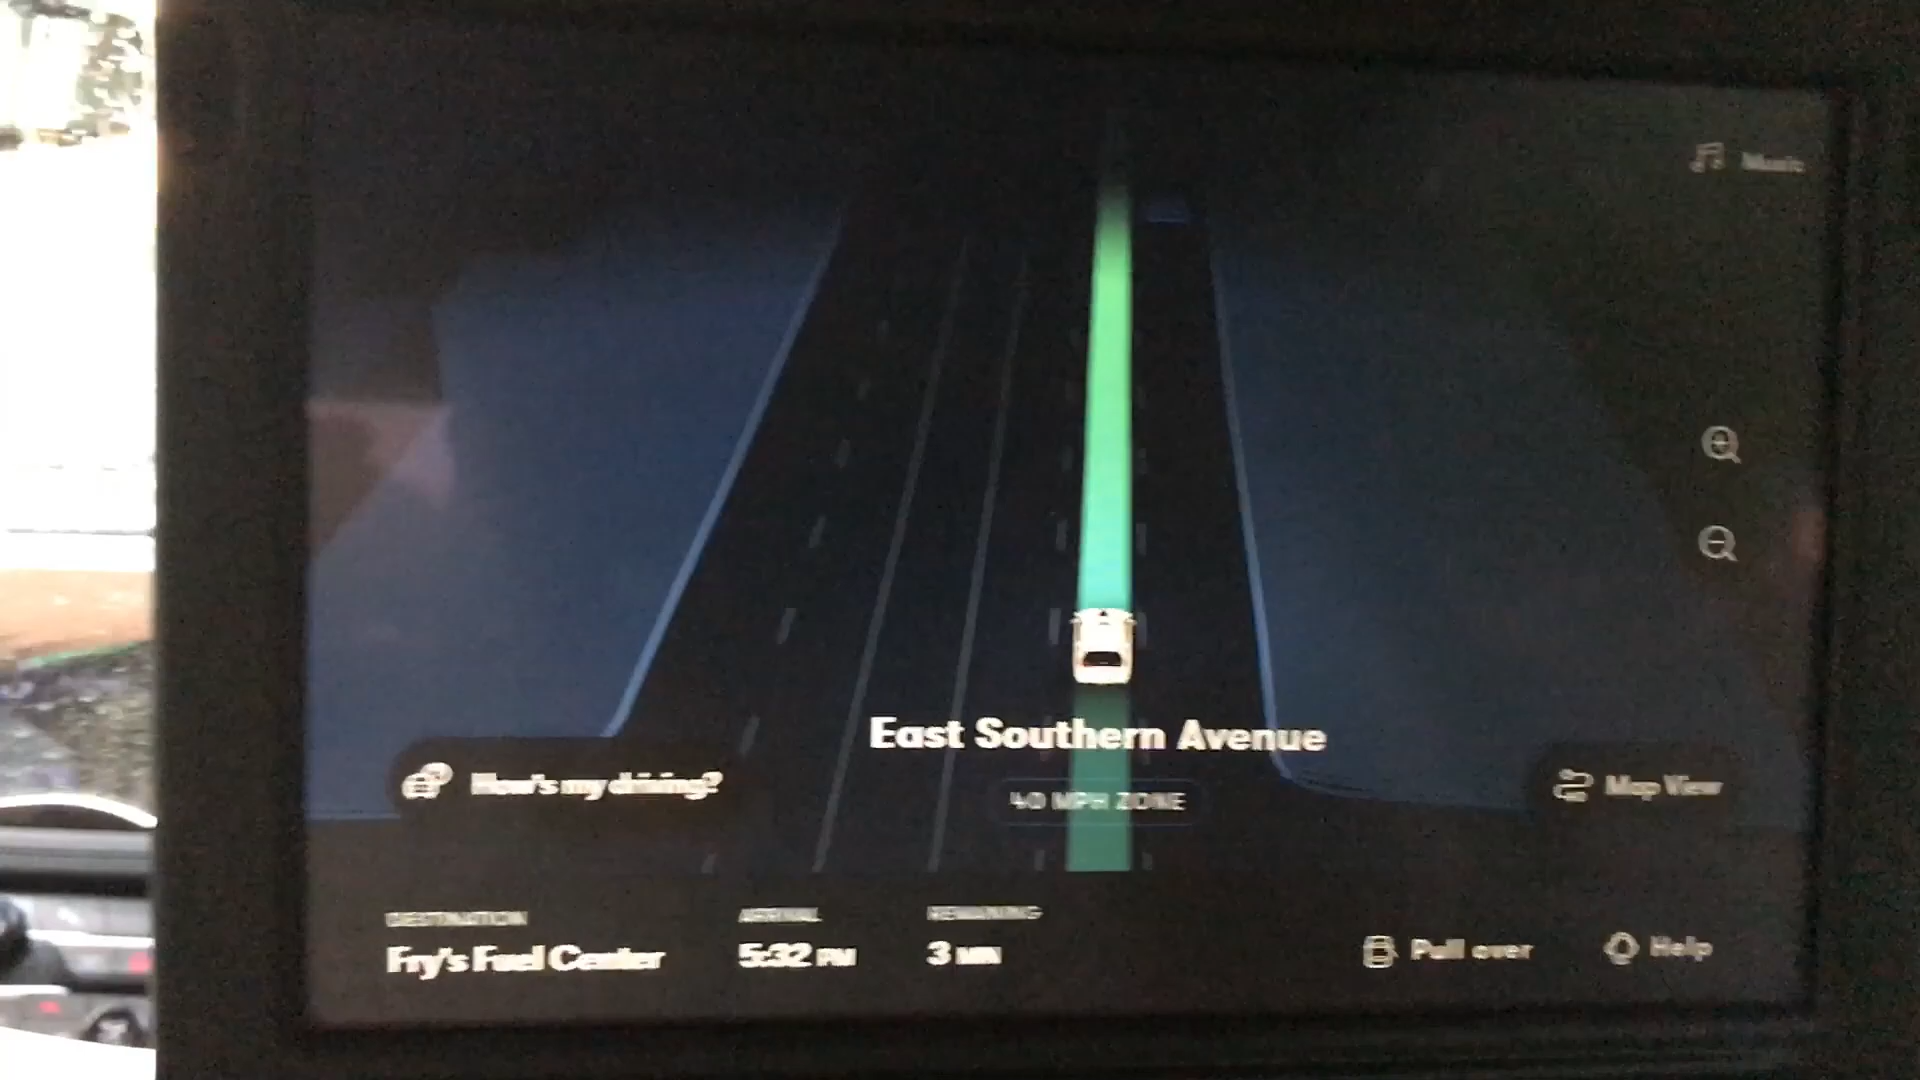 Music
East Southern Avenue
How's my driving?
40 MPH ZONE
Map View
DESTINATION
ARRIVAL
REMAINING
Fry's Fuel Center
5:32 PM
3 MIN
Pull over
Help